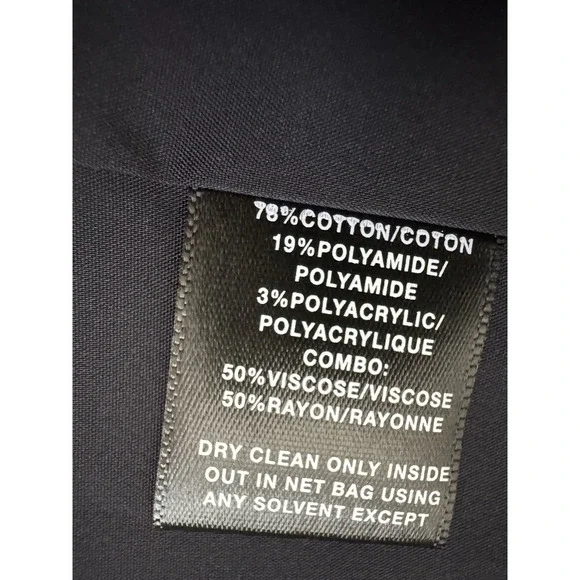 78%COTTON/COTON
19%POLYAMIDE/
POLYAMIDE
3%POLYACRYLIC/
POLYACRYLIQUE
COMBO:
50%VISCOSE/VISCOSE
50%RAYON/RAYONNE
DRY CLEAN ONLY INSIDE
OUT IN NET BAG USING
ANY SOLVENT EXCEPT